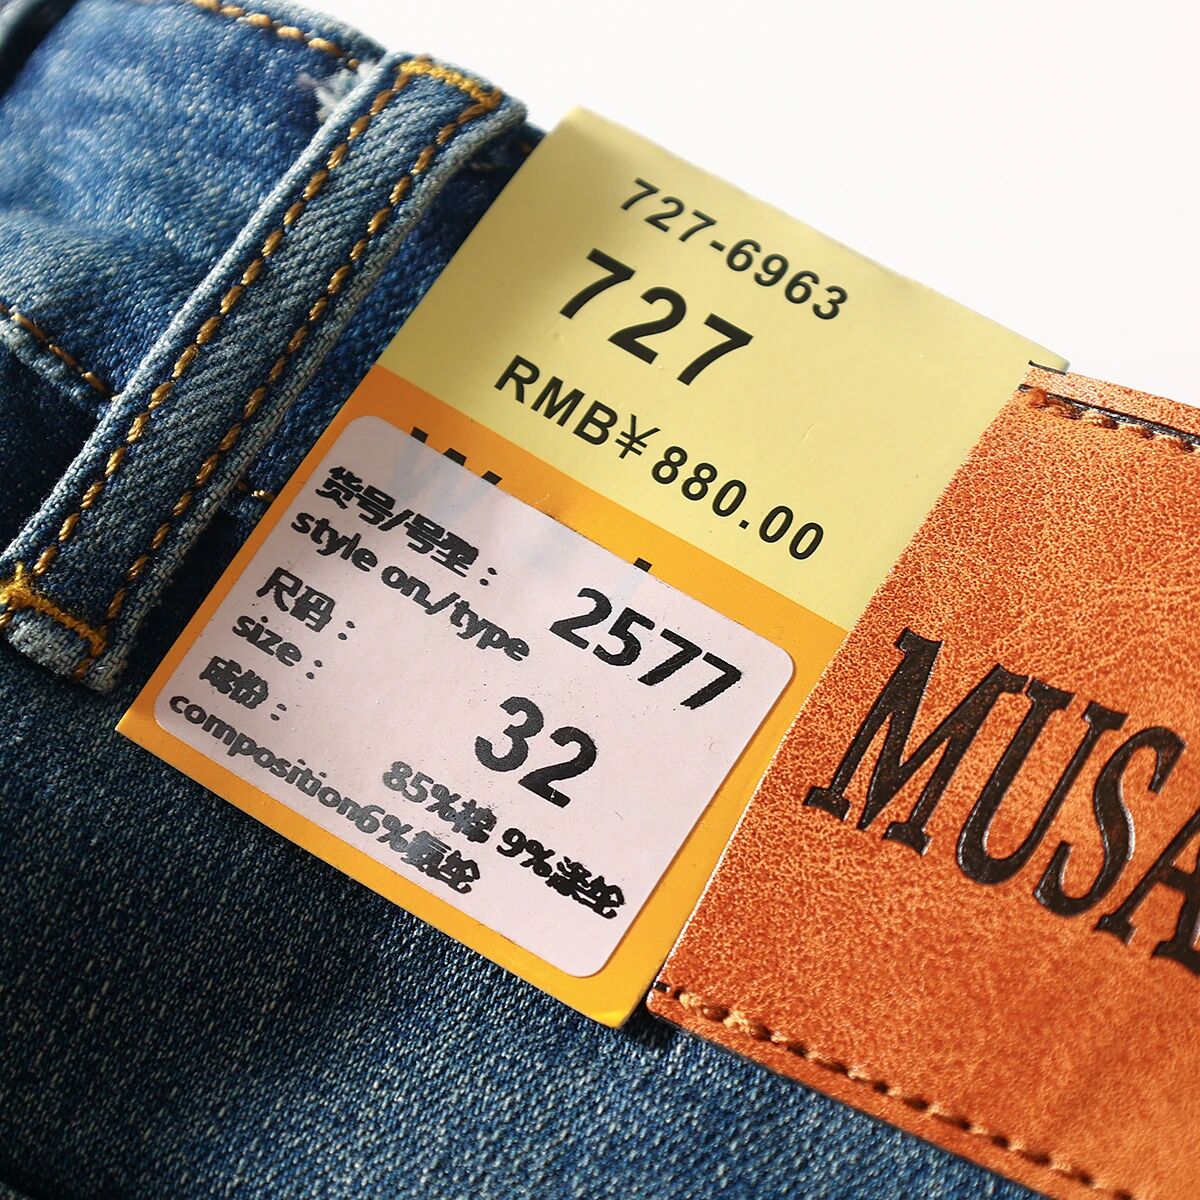 727-6963
727
RMB¥880.00
货号/号型：
style on/type
2577
尺码：
size：
32
成份：
composition
85%棉 9%涤纶
6%氨纶
MUSA